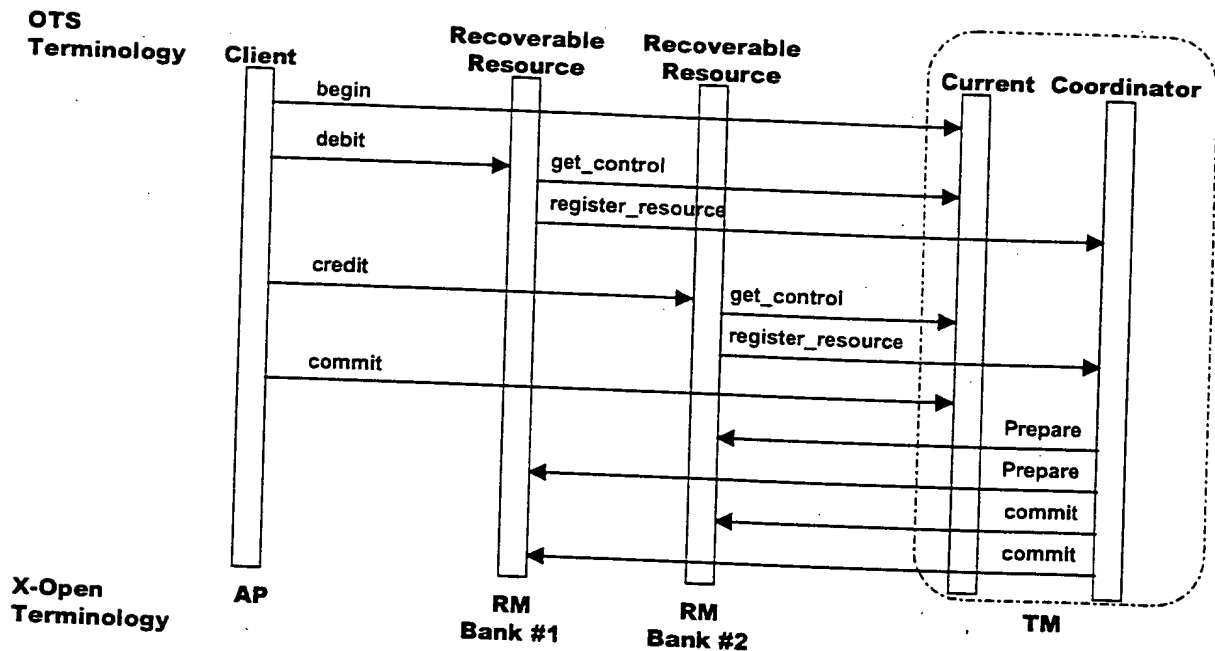 OTS
Terminology
Client
Recoverable
Resource
Recoverable
Resource
Current Coordinator
begin
debit
get_control
register_resource
credit
get_control
register_resource
commit
Prepare
Prepare
commit
commit
X-Open
Terminology
AP
RM
Bank #1
RM
Bank #2
TM